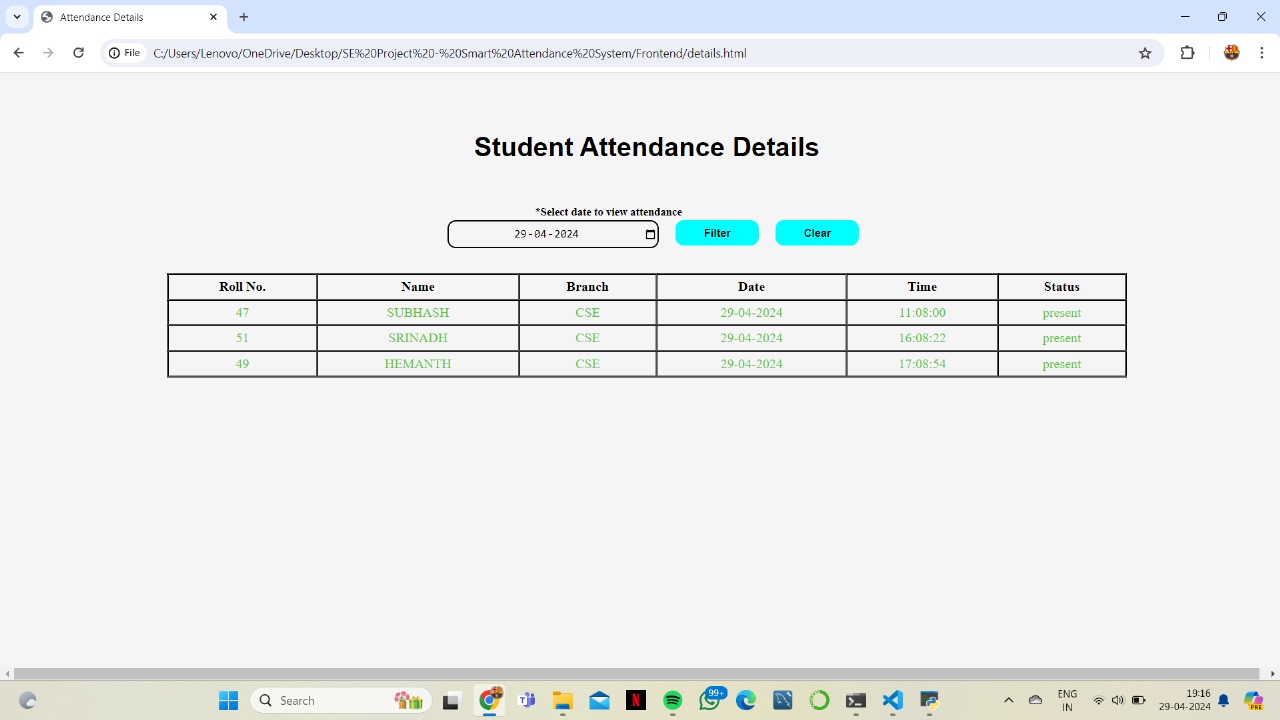 Attendance Details
File
C:/Users/Lenovo/OneDrive/Desktop/SE%20Project%20-%20Smrt%20Attendance%20System/Frontend/details.html
Student Attendance Details
*Select date to view attendance
29-04-2024
Filter
Clear
Roll No. Name Branch Date Time Status
47 SUBHASH CSE 29-04-2024 11:08:00 present
51 SRINADH CSE 29-04-2024 16:08:22 present
49 HEMANTH CSE 29-04-2024 17:08:54 present
Search
N
99+
PRE
ENG
IN
19:16
29-04-2024